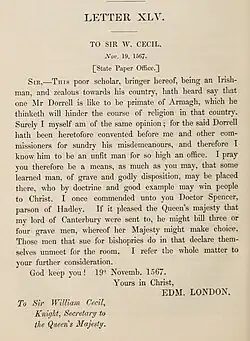 LETTER XLV.
TO SIR W. CECIL.
Nov. 19, 1567.
[State Paper Office.]
SIR,—THIS poor scholar, bringer hereof, being an Irish-
man, and zealous towards his country, hath heard say that
one Mr Dorrell is like to be primate of Armagh, which he
thinketh will hinder the course of religion in that country.
Surely I myself am of the same opinion; for the said Dorrell
hath been heretofore convented before me and other com-
missioners for sundry his misdemeanours, and therefore I
know him to be an unfit man for so high an office. I pray
you therefore be a means, as much as you may, that some
learned man, of grave and godly disposition, may be placed
there, who by doctrine and good example may win people
to Christ. I once commended unto you Doctor Spencer,
parson of Hadley. If it pleased the Queen's majesty that
my lord of Canterbury were sent to, he might bill three or
four grave men, whereof her Majesty might make choice.
Those men that sue for bishoprics do in that declare them-
selves unmeet for the room. I refer the whole matter to
your further consideration.
God keep you! 19º Novemb. 1567.
Yours in Christ,
EDM. LONDON.
To Sir William Cecil,
Knight, Secretary to
the Queen's Majesty.